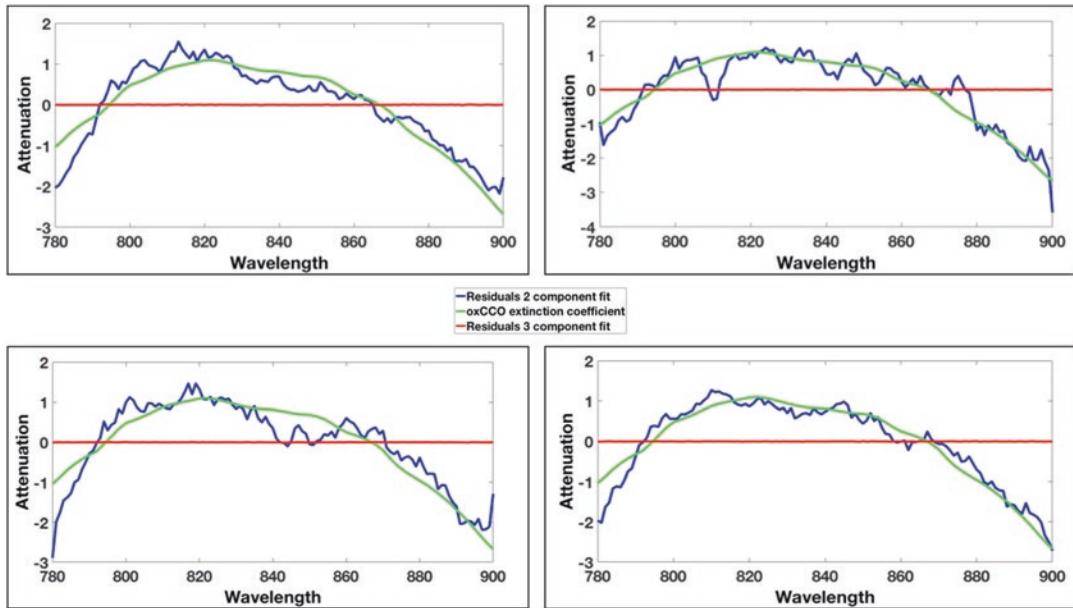 2
1
0
-1
-2
-3
Attenuation
780 800 820 840 860 880 900
Wavelength
2
1
0
-1
-2
-3
-4
Attenuation
780 800 820 840 860 880 900
Wavelength
Residuals 2 component fit
oxCCO extinction coefficient
Residuals 3 component fit
2
1
0
-1
-2
-3
Attenuation
780 800 820 840 860 880 900
Wavelength
2
1
0
-1
-2
-3
Attenuation
780 800 820 840 860 880 900
Wavelength